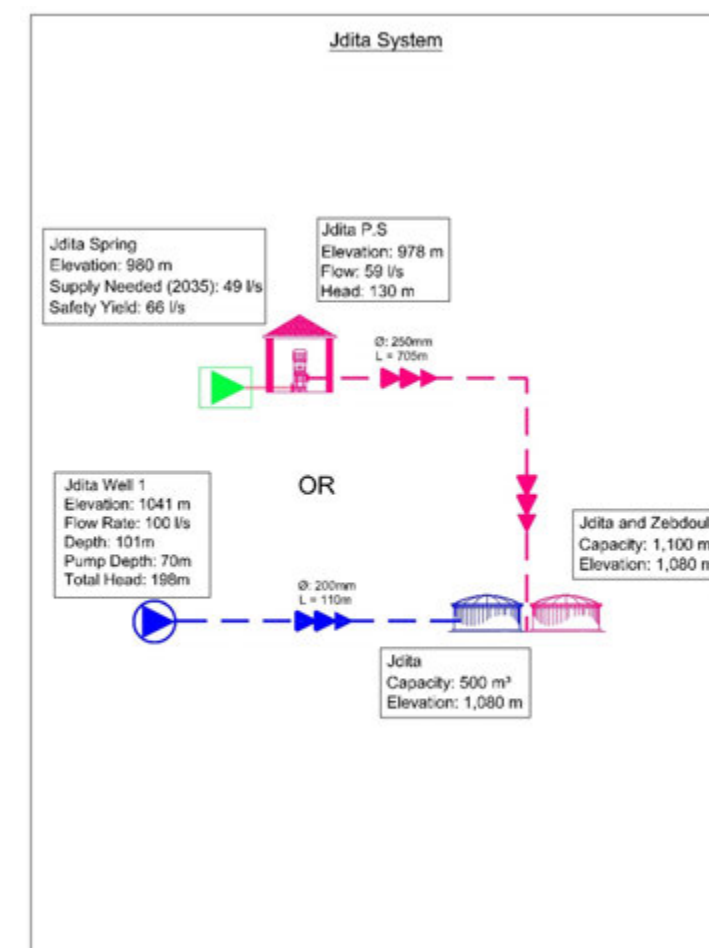 Jdita System
Jdita Spring
Elevation: 980 m
Supply Needed (2035): 49 l/s
Safety Yield: 66 l/s
Jdita P.S
Elevation: 978 m
Flow: 59 l/s
Head: 130 m
Ø: 250mm
L = 705m
Jdita Well 1
Elevation: 1041 m
Flow Rate: 100 l/s
Depth: 101m
Pump Depth: 70m
Total Head: 198m
OR
Ø: 200mm
L = 110m
Jdita and Zebdoul
Capacity: 1,100 m
Elevation: 1,080 m
Jdita
Capacity: 500 m³
Elevation: 1,080 m